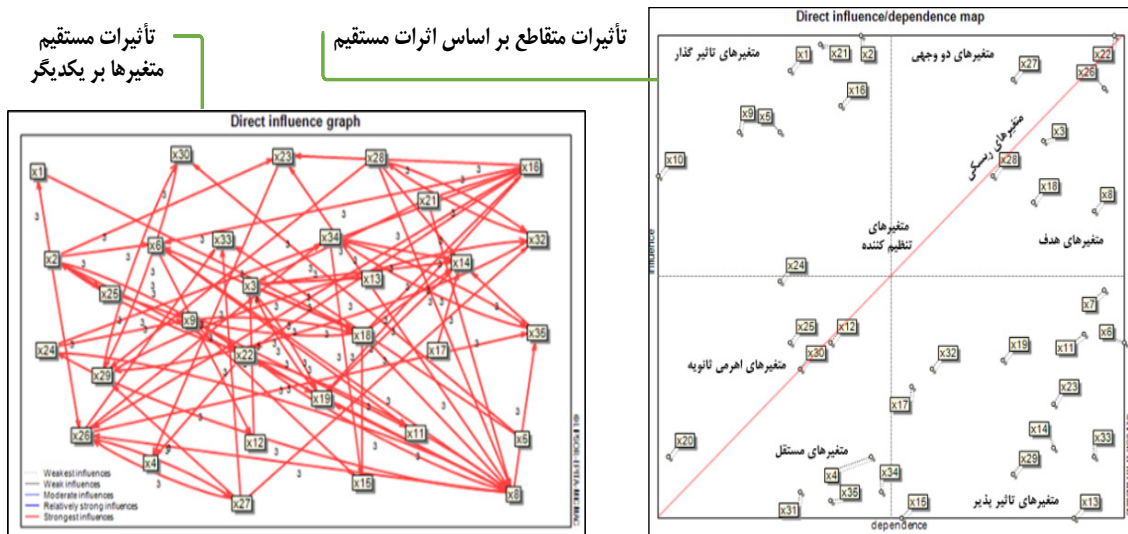 تأثیرات مستقیم
متغیرها بر یکدیگر
تأثیرات متقاطع بر اساس اثرات مستقیم
Direct influence graph
x1
x30
x23
x28
x16
x21
x2
x6
x33
x34
x32
x14
x25
x3
x13
x9
x18
x36
x24
x22
x17
x29
x19
x26
x12
x11
x5
x4
x15
x8
x27
3
Weakest influences
Weak influences
Moderate influences
Relatively strong influences
Strongest influences
Direct influence/dependence map
متغیرهای تاثیر گذار
متغیرهای دو وجهی
x1
x21
x2
x22
x27
x26
x16
x9
x5
x3
متغیرهای ریسکی
x10
x28
x18
x8
متغیرهای
تنظیم کننده
متغیرهای هدف
influence
x24
x7
x25
x12
x6
x30
متغیرهای اهرمی ثانویه
x32
x19
x11
x17
x23
x20
متغیرهای مستقل
x14
x33
x4
x34
x29
x35
متغیرهای تاثیر پذیر
x31
x15
x13
dependence